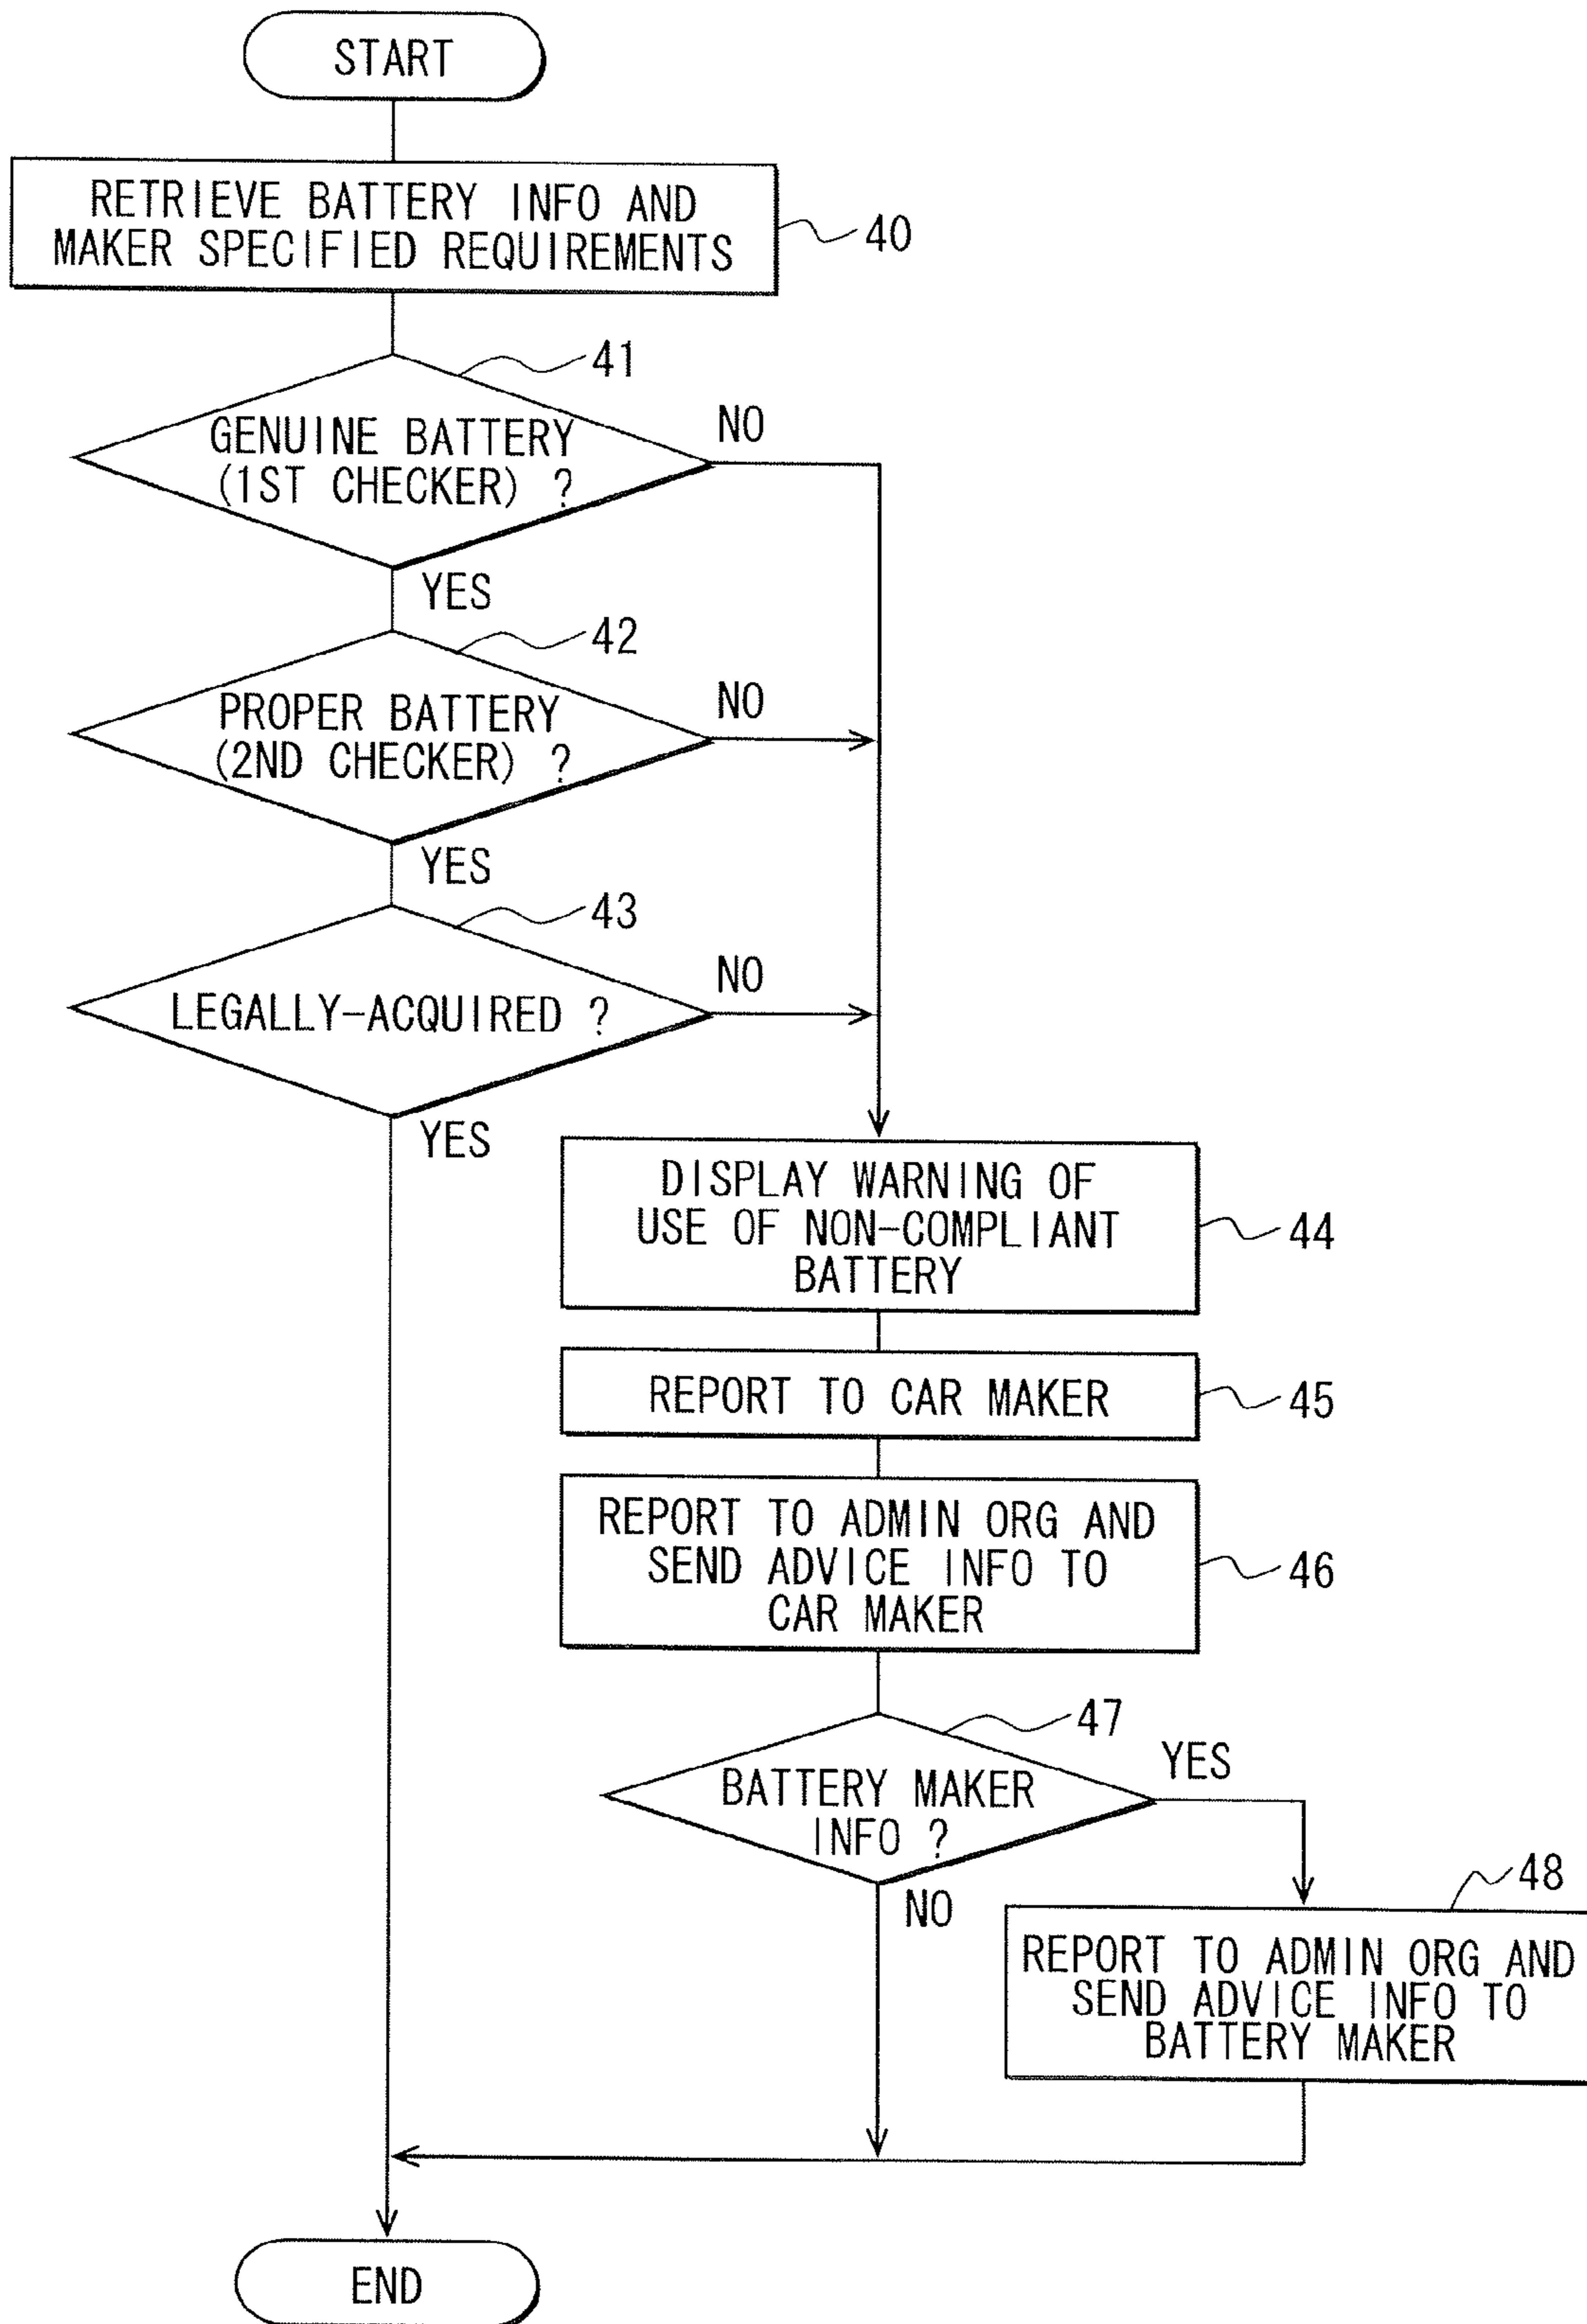 START
RETRIEVE BATTERY INFO AND
MAKER SPECIFIED REQUIREMENTS
40
41
GENUINE BATTERY
(1ST CHECKER) ?
NO
YES
42
PROPER BATTERY
(2ND CHECKER) ?
NO
YES
43
LEGALLY-ACQUIRED ?
NO
YES
DISPLAY WARNING OF
USE OF NON-COMPLIANT
BATTERY
44
REPORT TO CAR MAKER
45
REPORT TO ADMIN ORG AND
SEND ADVICE INFO TO
CAR MAKER
46
47
BATTERY MAKER
INFO ?
YES
NO
48
REPORT TO ADMIN ORG AND
SEND ADVICE INFO TO
BATTERY MAKER
END